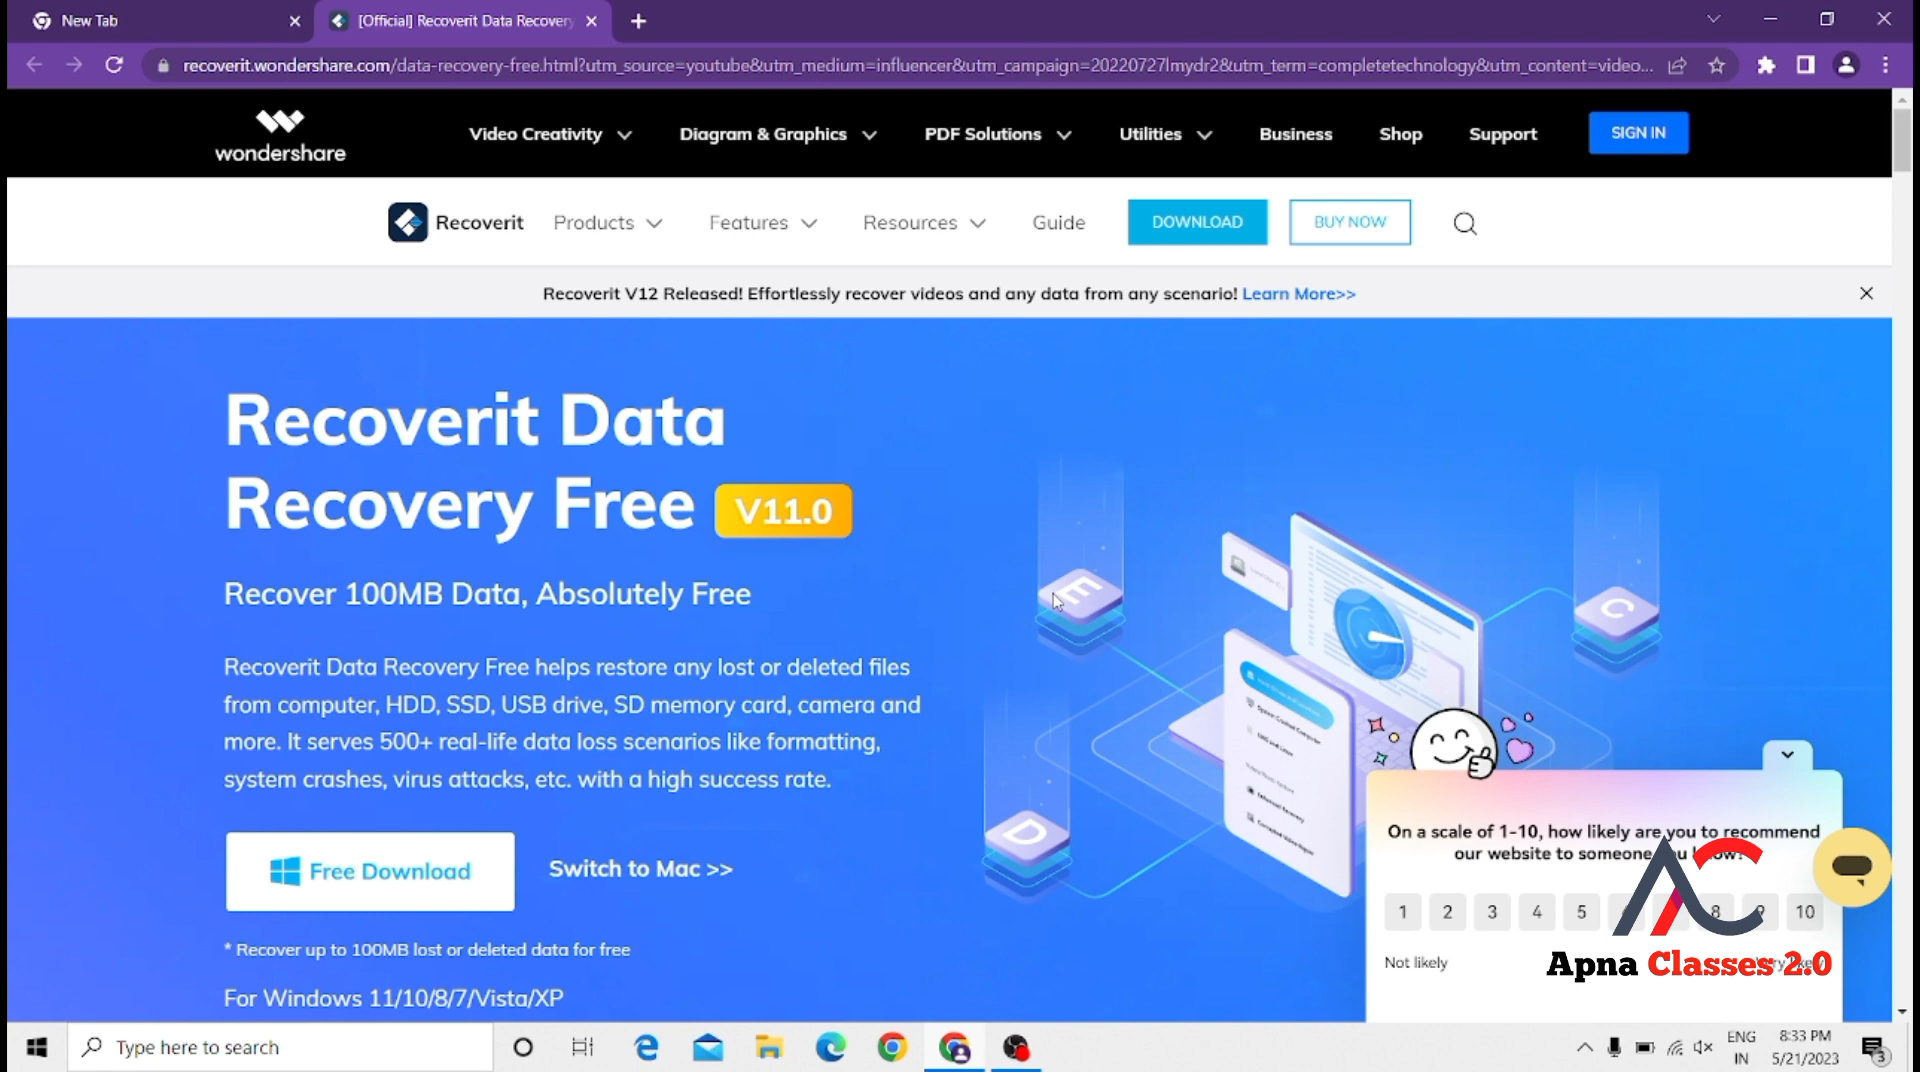 New Tab
[Official] Recoverit Data Recovery
recoverit.wondershare.com/data-recovery-free.html?utm_source=youtube&utm_medium=influencer&utm_campaign=20220727lmydr2&utm_term=completetechnology&utm_content=video...
wondershare
Video Creativity Diagram & Graphics PDF Solutions Utilities Business Shop Support SIGN IN
Recoverit Products Features Resources Guide DOWNLOAD BUY NOW
Recoverit V12 Released! Effortlessly recover videos and any data from any scenario! Learn More>>
Recoverit Data
Recovery Free V11.0
Recover 100MB Data, Absolutely Free
Recoverit Data Recovery Free helps restore any lost or deleted files
from computer, HDD, SSD, USB drive, SD memory card, camera and
more. It serves 500+ real-life data loss scenarios like formatting,
system crashes, virus attacks, etc. with a high success rate.
Free Download Switch to Mac >>
* Recover up to 100MB lost or deleted data for free
For Windows 11/10/8/7/Vista/XP
E
C
D
On a scale of 1-10, how likely are you to recommend
our website to someone
1 2 3 4 5 8 9 10
Not likely
Apna Classes 2.0
Type here to search
ENG
IN
8:33 PM
5/21/2023
3